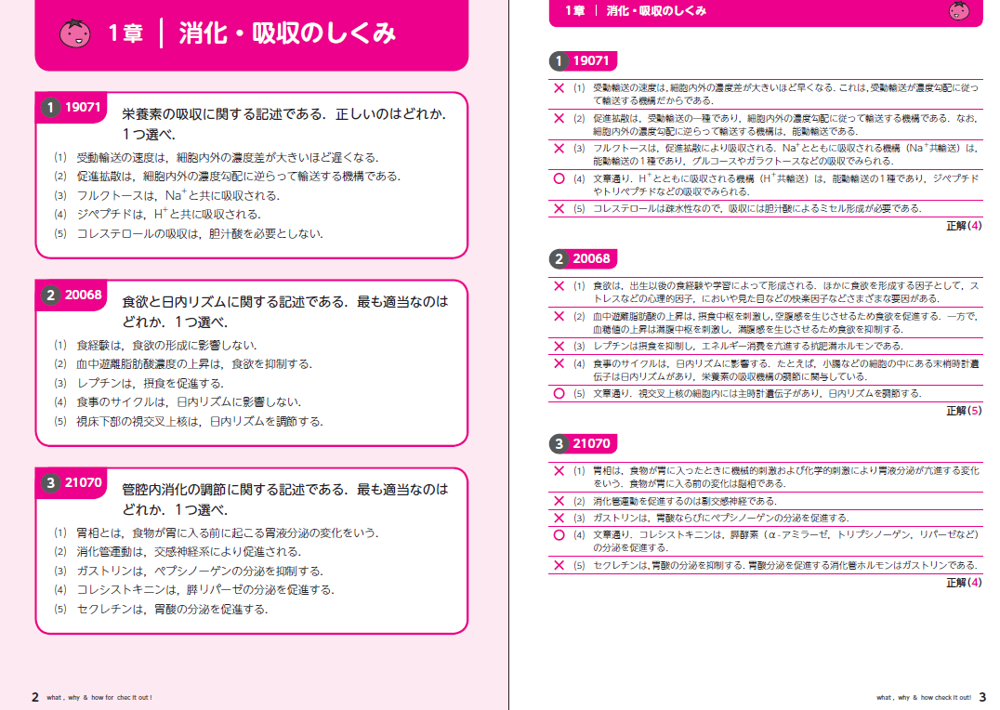 1章 | 消化・吸収のしくみ
1 19071
栄養素の吸収に関する記述である．正しいのはどれか．
1つ選べ．
(1) 受動輸送の速度は，細胞内外の濃度差が大きいほど遅くなる．
(2) 促進拡散は，細胞内外の濃度勾配に逆らって輸送する機構である．
(3) フルクトースは，Na⁺と共に吸収される．
(4) ジペプチドは，H⁺と共に吸収される．
(5) コレステロールの吸収は，胆汁酸を必要としない．
2 20068
食欲と日内リズムに関する記述である．最も適当なのは
どれか．1つ選べ．
(1) 食経験は，食欲の形成に影響しない．
(2) 血中遊離脂肪酸濃度の上昇は，食欲を抑制する．
(3) レプチンは，摂食を促進する．
(4) 食事のサイクルは，日内リズムに影響しない．
(5) 視床下部の視交叉上核は，日内リズムを調節する．
3 21070
管腔内消化の調節に関する記述である．最も適当なのは
どれか．1つ選べ．
(1) 胃相とは，食物が胃に入る前に起こる胃液分泌の変化をいう．
(2) 消化管運動は，交感神経系により促進される．
(3) ガストリンは，ペプシノーゲンの分泌を抑制する．
(4) コレシストキニンは，膵リパーゼの分泌を促進する．
(5) セクレチンは，胃酸の分泌を促進する．
2 what , why & how for chec it out !
1章 | 消化・吸収のしくみ
1 19071
× (1) 受動輸送の速度は，細胞内外の濃度差が大きいほど早くなる．これは，受動輸送が濃度勾配に従っ
て輸送する機構だからである．
× (2) 促進拡散は，受動輸送の一種であり，細胞内外の濃度勾配に従って輸送する機構である．なお，
細胞内外の濃度勾配に逆らって輸送する機構は，能動輸送である．
× (3) フルクトースは，促進拡散により吸収される．Na⁺とともに吸収される機構（Na⁺共輸送）は，
能動輸送の1種であり，グルコースやガラクトースなどの吸収でみられる．
○ (4) 文章通り．H⁺とともに吸収される機構（H⁺共輸送）は，能動輸送の1種であり，ジペプチド
やトリペプチドなどの吸収でみられる．
× (5) コレステロールは疎水性なので，吸収には胆汁酸によるミセル形成が必要である．
正解(4)
2 20068
× (1) 食欲は，出生以後の食経験や学習によって形成される．ほかに食欲を形成する因子として，ス
トレスなどの心理的因子，においや見た目などの快楽因子などさまざまな要因がある．
× (2) 血中遊離脂肪酸の上昇は，摂食中枢を刺激し，空腹感を生じさせるため食欲を促進する．一方で，
血糖値の上昇は満腹中枢を刺激し，満腹感を生じさせるため食欲を抑制する．
× (3) レプチンは摂食を抑制し，エネルギー消費を亢進する抗肥満ホルモンである．
× (4) 食事のサイクルは，日内リズムに影響する．たとえば，小腸などの細胞の中にある末梢時計遺
伝子は日内リズムがあり，栄養素の吸収機構の調節に関与している．
○ (5) 文章通り．視交叉上核の細胞内には主時計遺伝子があり，日内リズムを調節する．
正解(5)
3 21070
× (1) 胃相は，食物が胃に入ったときに機械的刺激および化学的刺激により胃液分泌が亢進する変化
をいう．食物が胃に入る前の変化は脳相である．
× (2) 消化管運動を促進するのは副交感神経である．
× (3) ガストリンは，胃酸ならびにペプシノーゲンの分泌を促進する．
○ (4) 文章通り．コレシストキニンは，膵酵素（α-アミラーゼ，トリプシノーゲン，リパーゼなど）
の分泌を促進する．
× (5) セクレチンは，胃酸の分泌を抑制する．胃酸分泌を促進する消化管ホルモンはガストリンである．
正解(4)
what , why & how check it out! 3